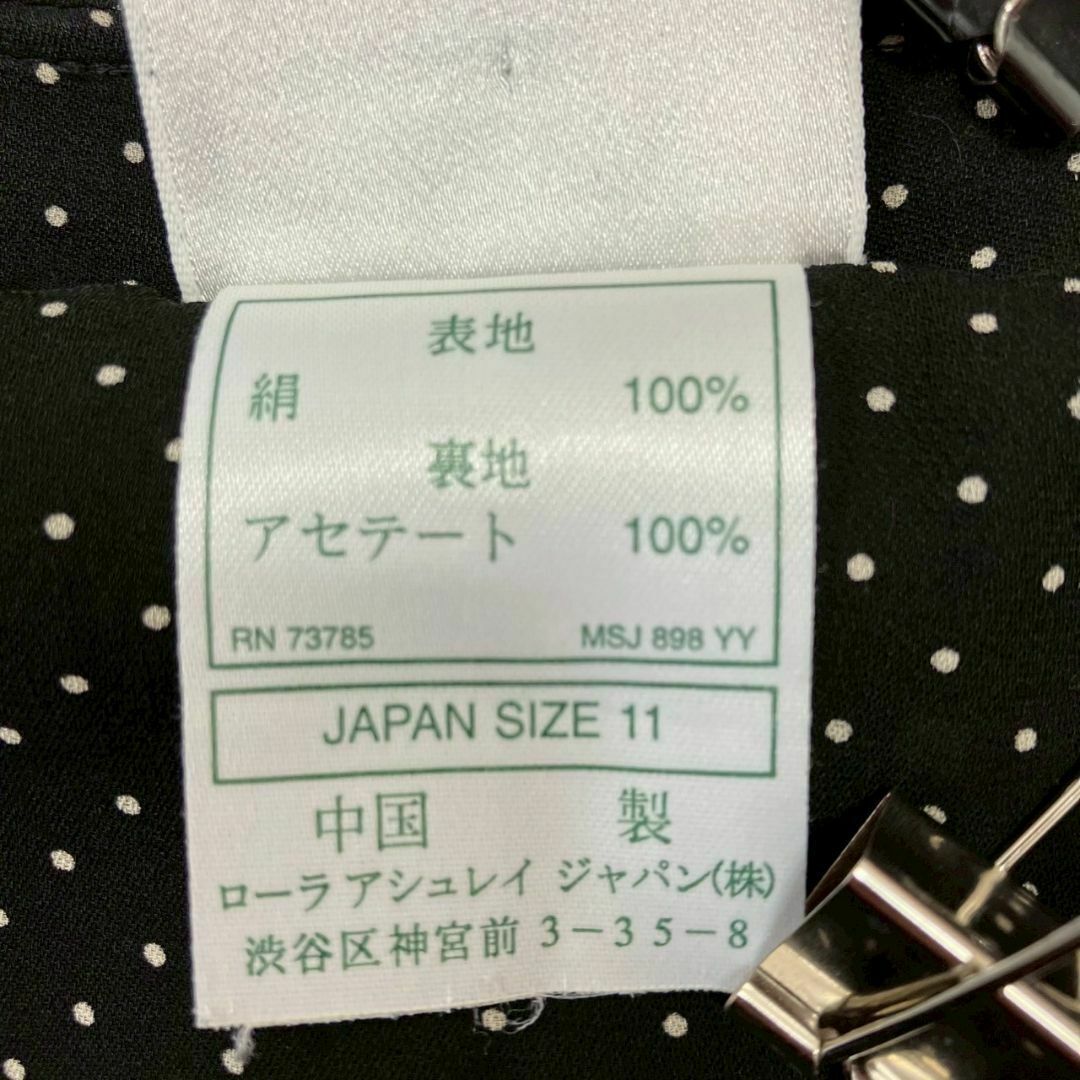 表地
絹 100%
裏地
アセテート 100%
RN 73785 MSJ 898 YY
JAPAN SIZE 11
中国 製
ローラ アシュレイ ジャパン(株)
渋谷区神宮前 3-35-8